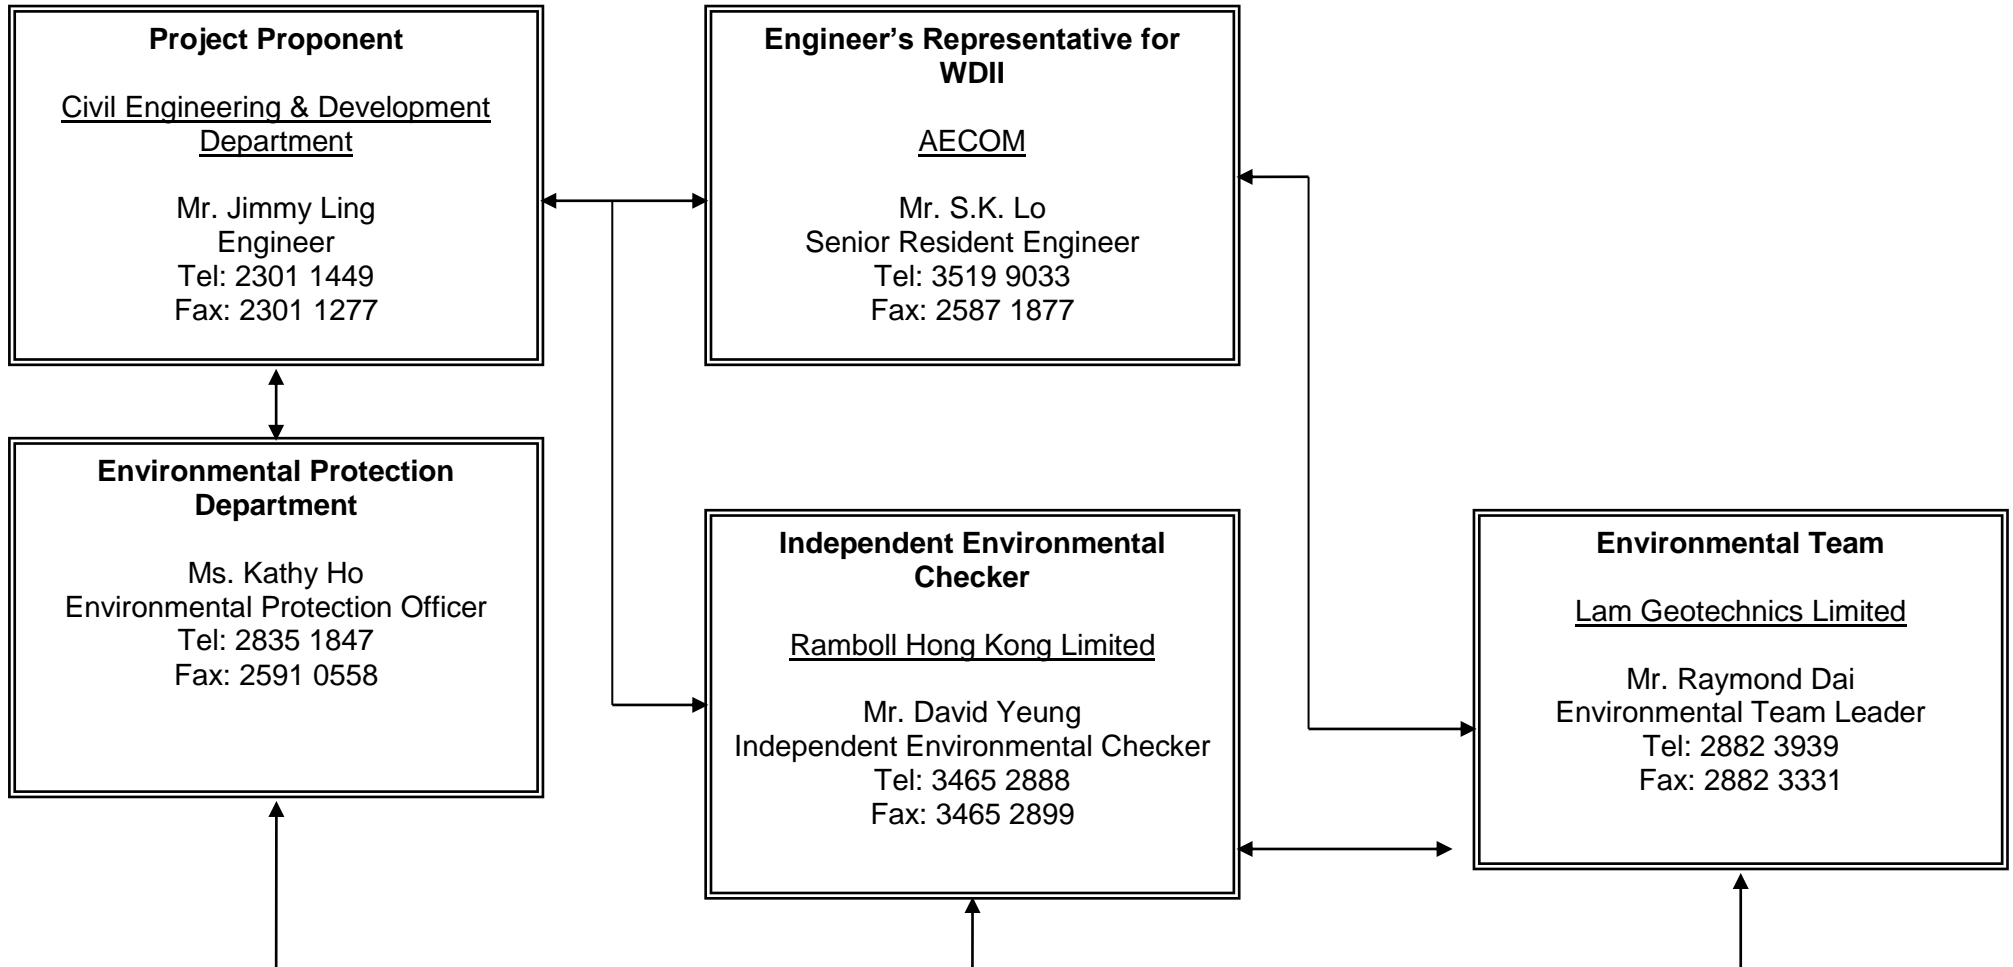 Project Proponent
Civil Engineering & Development
Department
Mr. Jimmy Ling
Engineer
Tel: 2301 1449
Fax: 2301 1277
Engineer’s Representative for
WDII
AECOM
Mr. S.K. Lo
Senior Resident Engineer
Tel: 3519 9033
Fax: 2587 1877
Environmental Protection
Department
Ms. Kathy Ho
Environmental Protection Officer
Tel: 2835 1847
Fax: 2591 0558
Independent Environmental
Checker
Ramboll Hong Kong Limited
Mr. David Yeung
Independent Environmental Checker
Tel: 3465 2888
Fax: 3465 2899
Environmental Team
Lam Geotechnics Limited
Mr. Raymond Dai
Environmental Team Leader
Tel: 2882 3939
Fax: 2882 3331